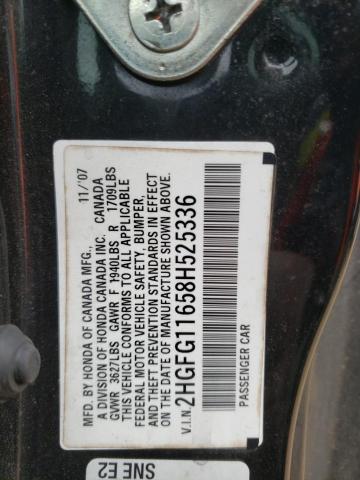 MFD. BY HONDA OF CANADA MFG., 11/'07
A DIVISION OF HONDA CANADA INC. CANADA
GVWR 3627LBS GAWR F 1940LBS R 1709LBS
THIS VEHICLE CONFORMS TO ALL APPLICABLE
FEDERAL MOTOR VEHICLE SAFETY, BUMPER,
AND THEFT PREVENTION STANDARDS IN EFFECT
ON THE DATE OF MANUFACTURE SHOWN ABOVE.
V.I.N. 2HGFG11658H525336
PASSENGER CAR
SNE E2